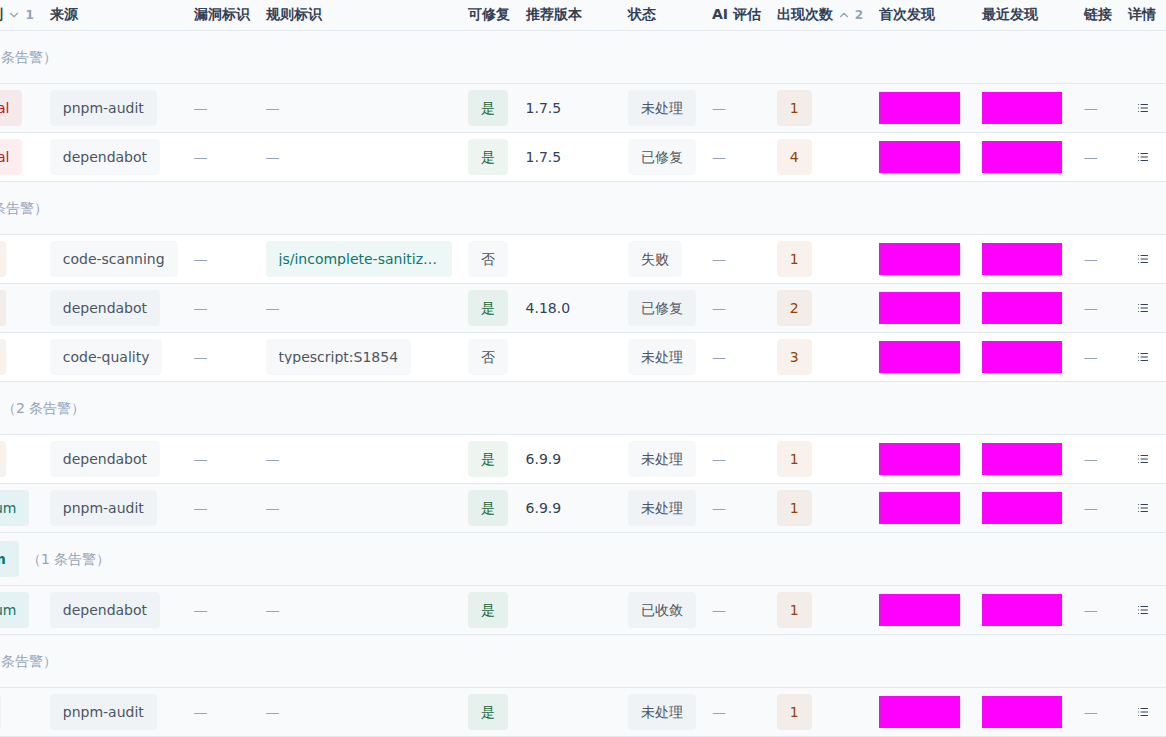 1 来源 漏洞标识 规则标识 可修复 推荐版本 状态 AI 评估 出现次数 2 首次发现 最近发现 链接 详情
条告警）
al pnpm-audit — — 是 1.7.5 未处理 — 1 —
al dependabot — — 是 1.7.5 已修复 — 4 —
条告警）
code-scanning — js/incomplete-sanitiz... 否 失败 — 1 —
dependabot — — 是 4.18.0 已修复 — 2 —
code-quality — typescript:S1854 否 未处理 — 3 —
（2 条告警）
dependabot — — 是 6.9.9 未处理 — 1 —
um pnpm-audit — — 是 6.9.9 未处理 — 1 —
（1 条告警）
um dependabot — — 是 已收敛 — 1 —
条告警）
pnpm-audit — — 是 未处理 — 1 —